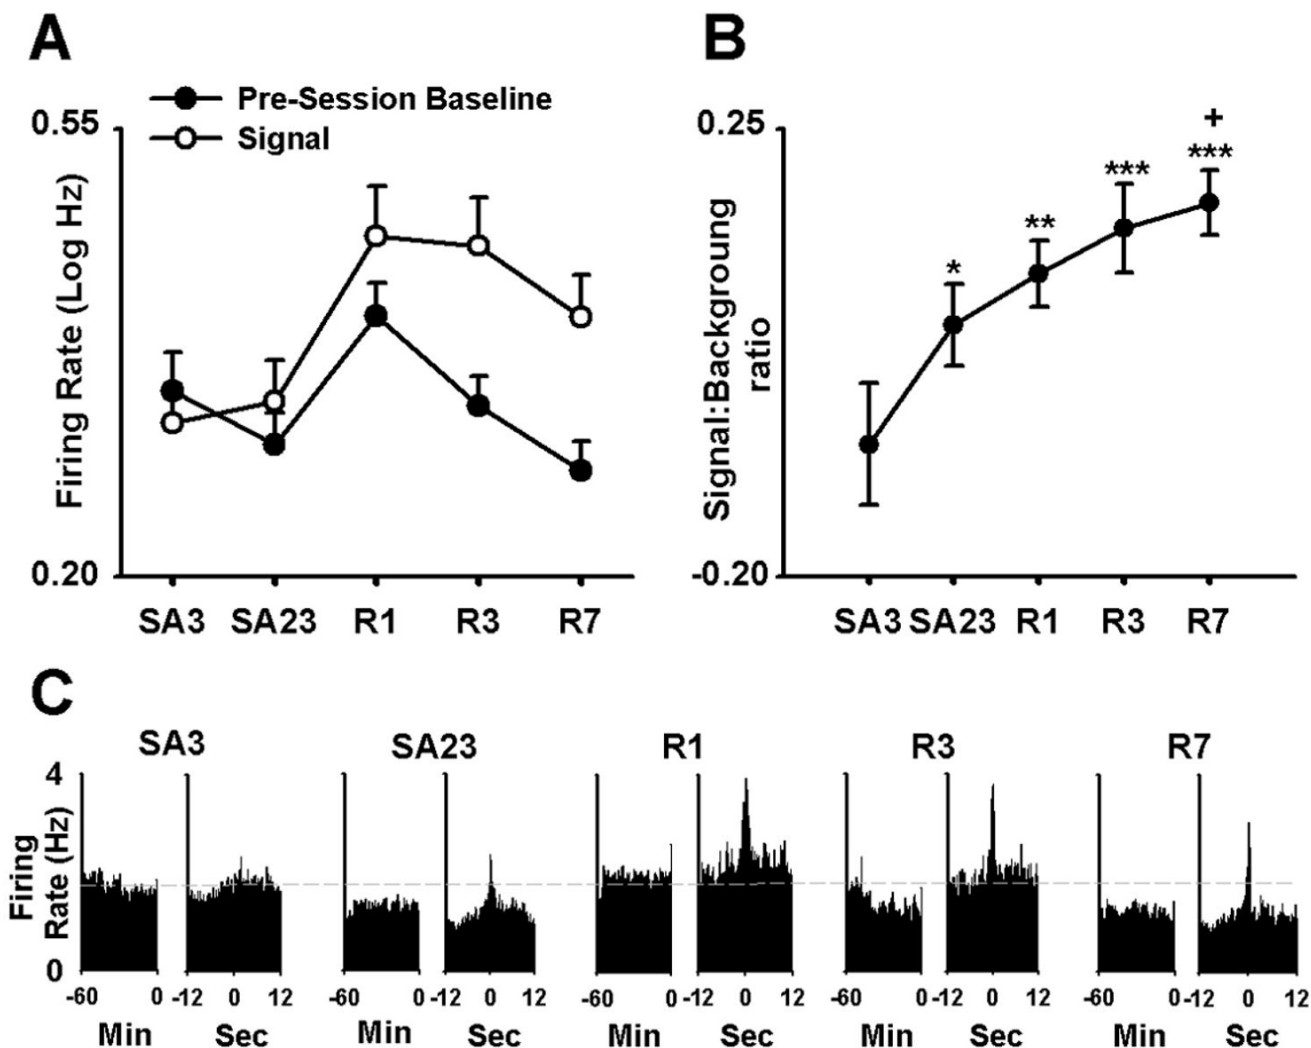 A
Pre-Session Baseline
Signal
0.55
0.20
Firing Rate (Log Hz)
SA3 SA23 R1 R3 R7
B
0.25
-0.20
Signal:Backgroung
ratio
* ** *** *** +
SA3 SA23 R1 R3 R7
C
SA3 SA23 R1 R3 R7
4
0
Firing
Rate (Hz)
-60 0 -12 0 12 -60 0 -12 0 12 -60 0 -12 0 12 -60 0 -12 0 12 -60 0 -12 0 12
Min Sec Min Sec Min Sec Min Sec Min Sec